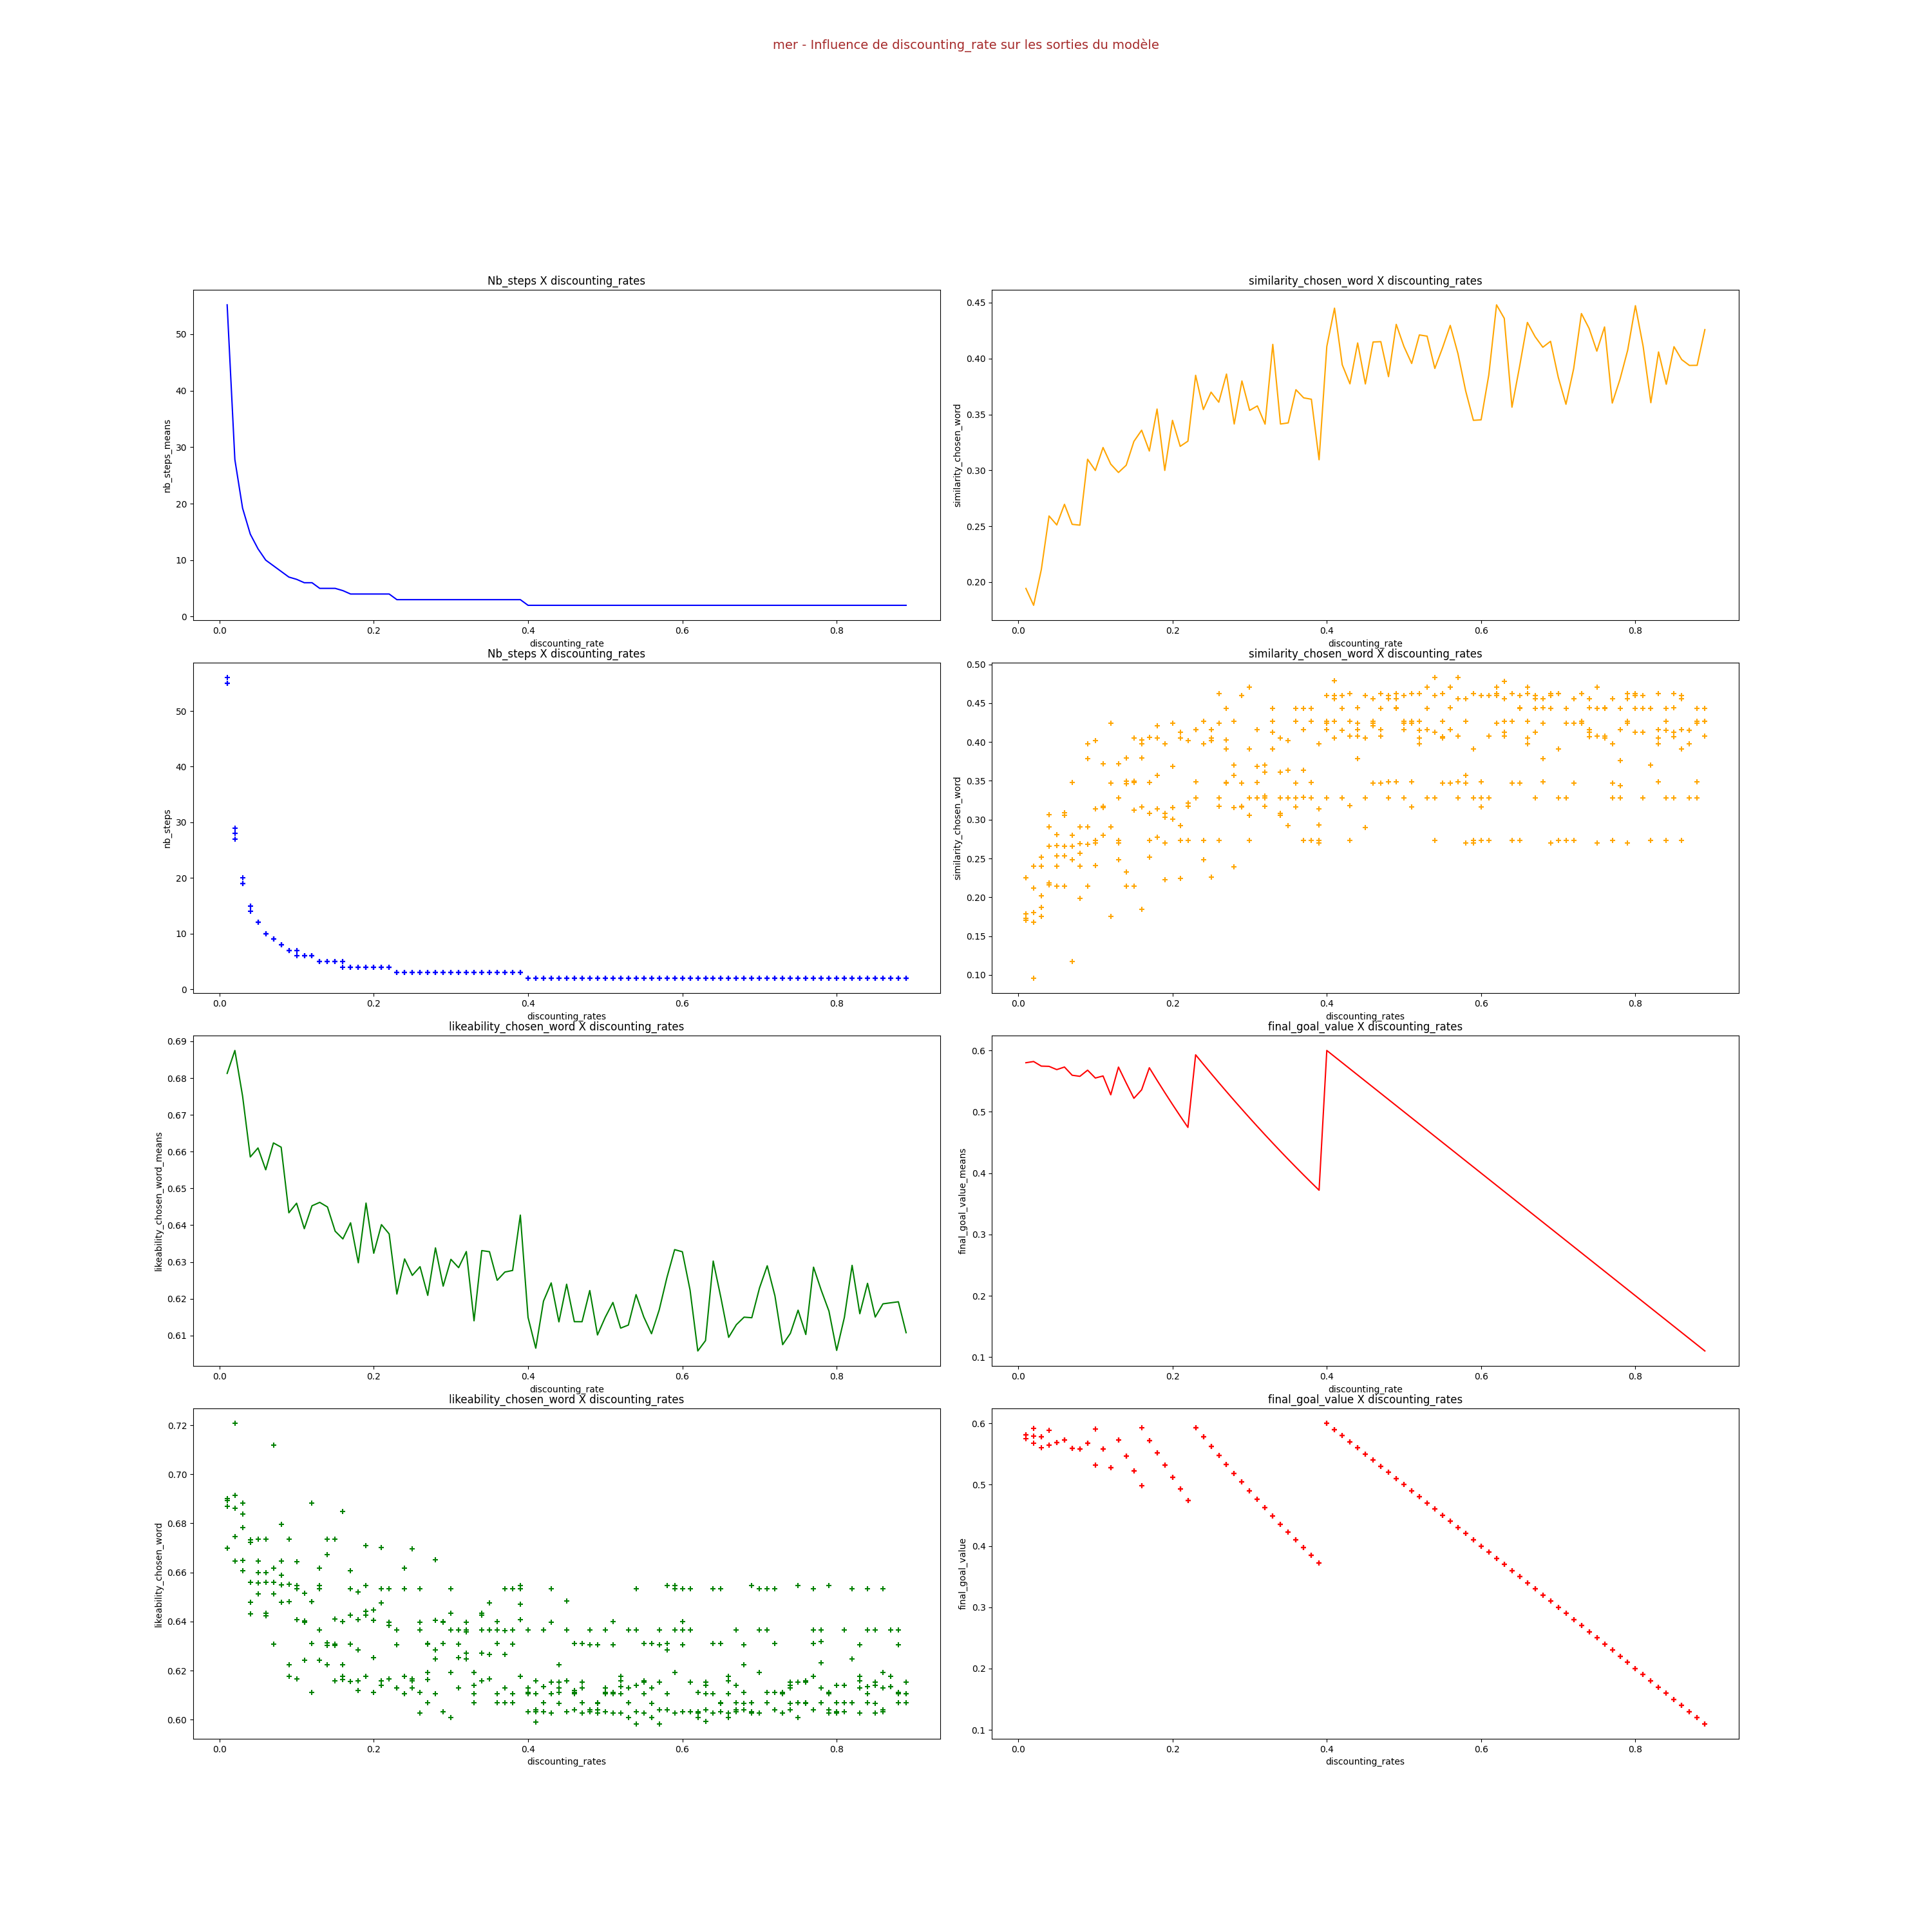 mer - Influence de discounting_rate sur les sorties du modèle
Nb_steps X discounting_rates
nb_steps_means
50
40
30
20
10
0
0.0 0.2 0.4 0.6 0.8
discounting_rate
similarity_chosen_word X discounting_rates
similarity_chosen_word
0.45
0.40
0.35
0.30
0.25
0.20
0.0 0.2 0.4 0.6 0.8
discounting_rate
Nb_steps X discounting_rates
nb_steps
50
40
30
20
10
0
0.0 0.2 0.4 0.6 0.8
discounting_rates
similarity_chosen_word X discounting_rates
similarity_chosen_word
0.50
0.45
0.40
0.35
0.30
0.25
0.20
0.15
0.10
0.0 0.2 0.4 0.6 0.8
discounting_rates
likeability_chosen_word X discounting_rates
likeability_chosen_word_means
0.69
0.68
0.67
0.66
0.65
0.64
0.63
0.62
0.61
0.0 0.2 0.4 0.6 0.8
discounting_rate
final_goal_value X discounting_rates
final_goal_value_means
0.6
0.5
0.4
0.3
0.2
0.1
0.0 0.2 0.4 0.6 0.8
discounting_rate
likeability_chosen_word X discounting_rates
likeability_chosen_word
0.72
0.70
0.68
0.66
0.64
0.62
0.60
0.0 0.2 0.4 0.6 0.8
discounting_rates
final_goal_value X discounting_rates
final_goal_value
0.6
0.5
0.4
0.3
0.2
0.1
0.0 0.2 0.4 0.6 0.8
discounting_rates